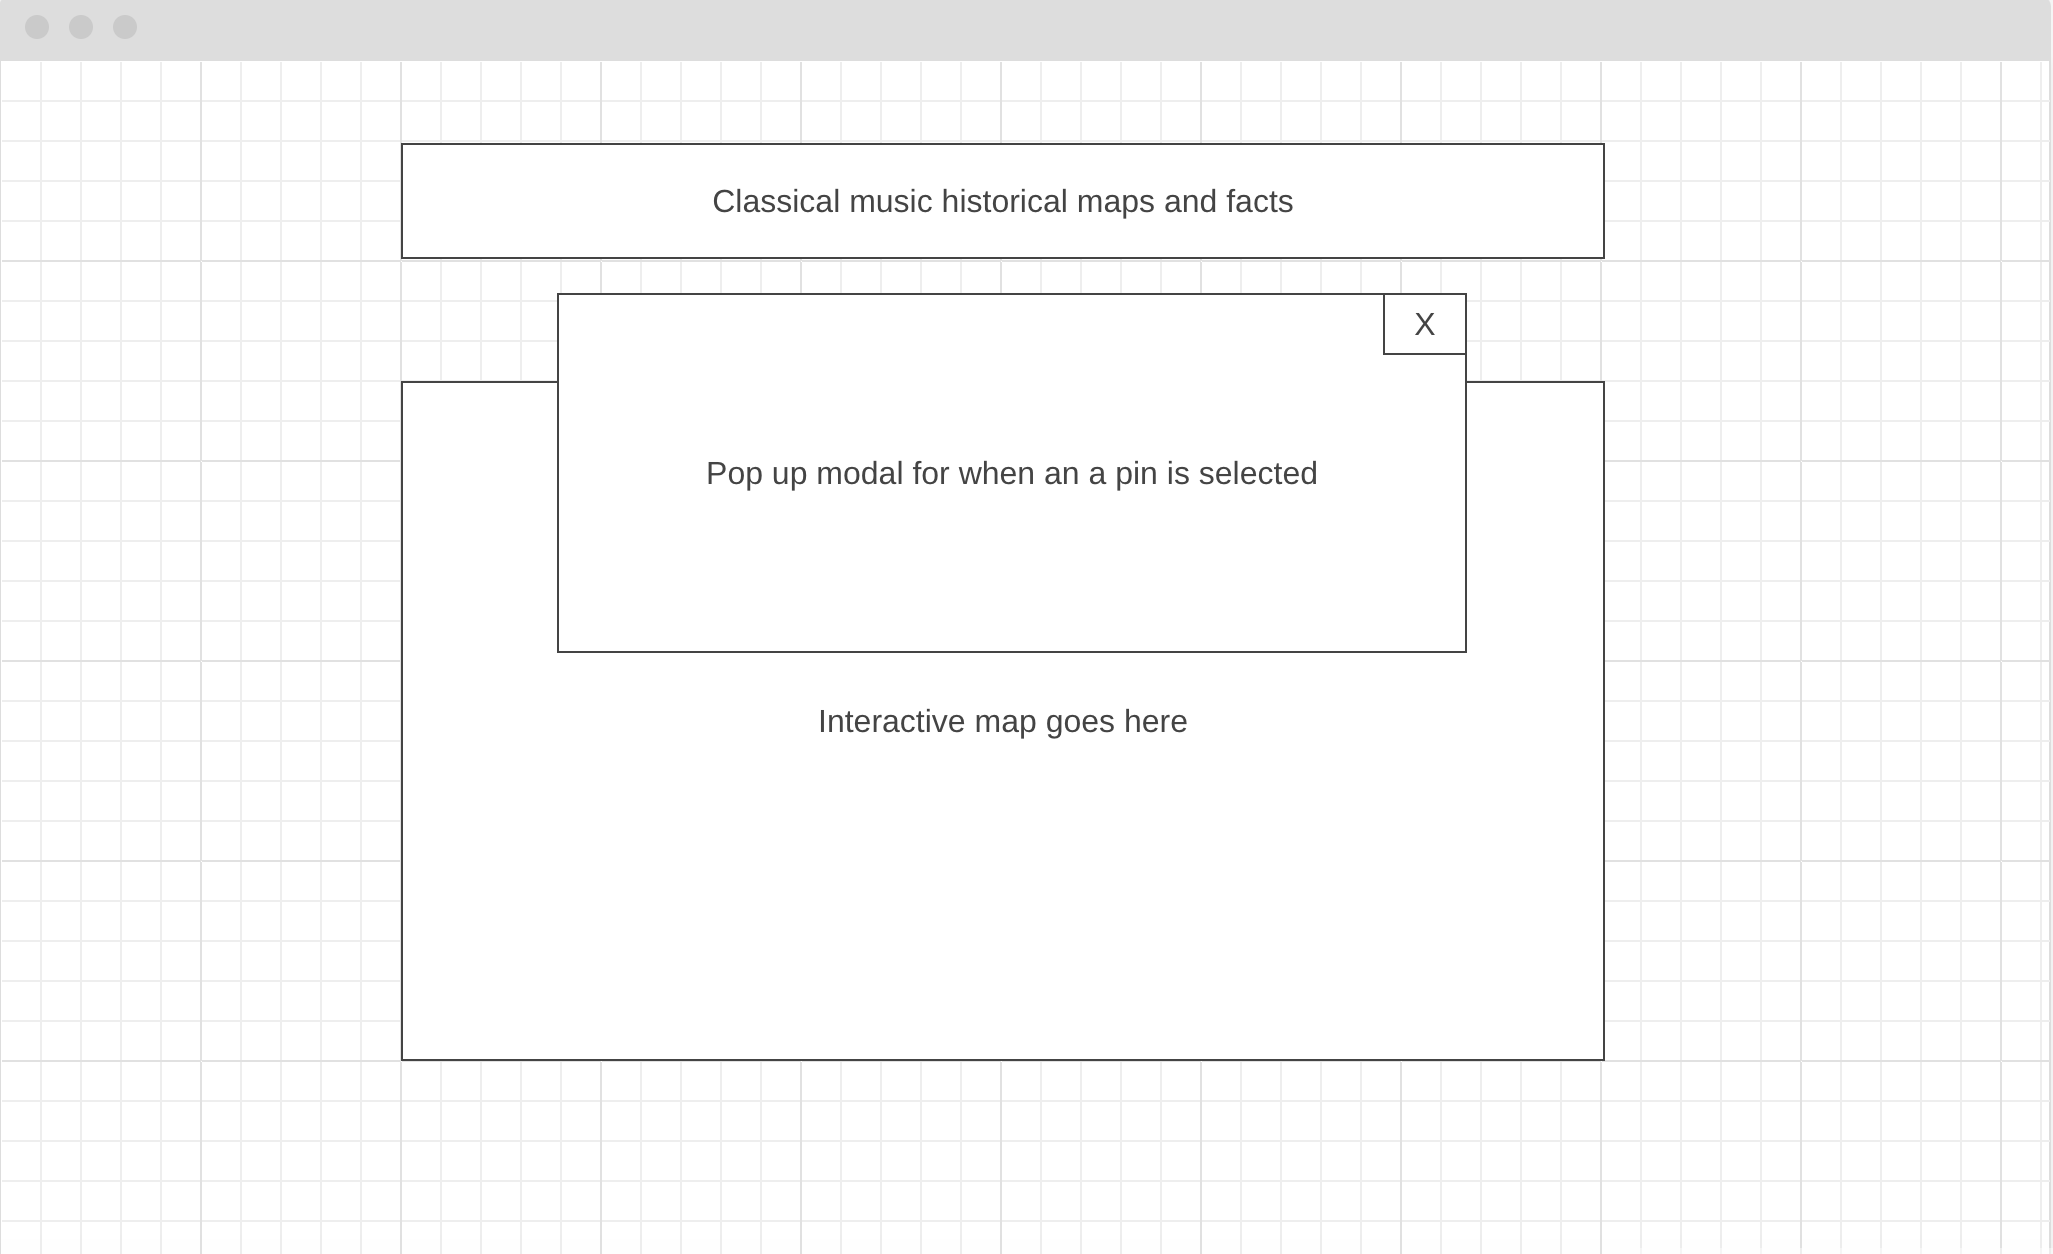 Classical music historical maps and facts
X
Pop up modal for when an a pin is selected
Interactive map goes here